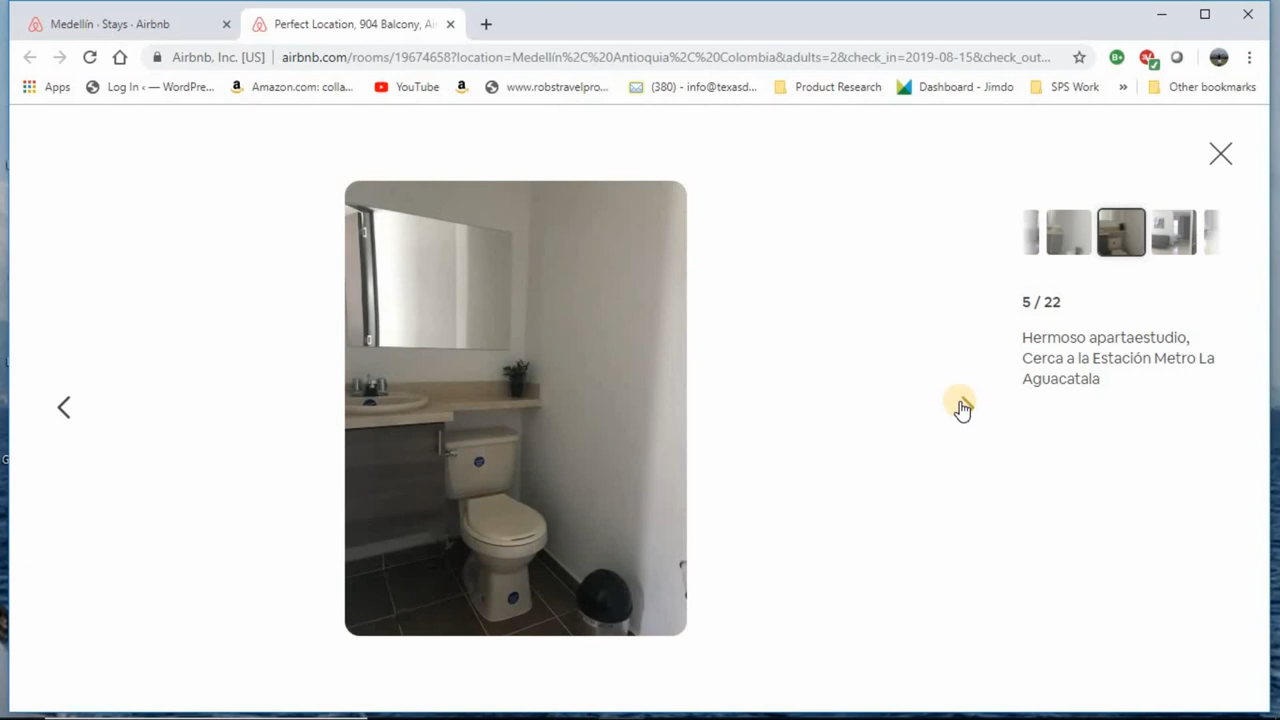 Medellín · Stays · Airbnb
Perfect Location, 904 Balcony, Ai
Airbnb, Inc. [US] | airbnb.com/rooms/19674658?location=Medellín%2C%20Antioquia%2C%20Colombia&adults=2&check_in=2019-08-15&check_out...
Apps
Log In ‹ — WordPre...
Amazon.com: colla...
YouTube
www.robstravelpro...
(380) - info@texasd...
Product Research
Dashboard - Jimdo
SPS Work
»
Other bookmarks
5 / 22
Hermoso apartaestudio,
Cerca a la Estación Metro La
Aguacatala